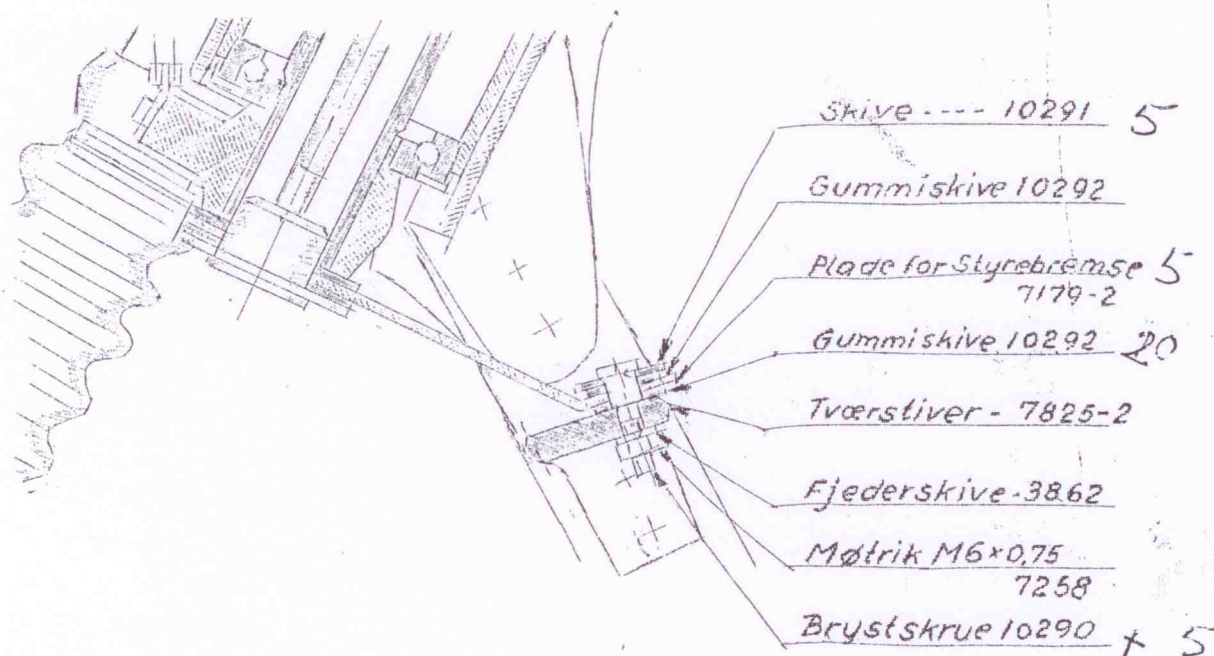 Skive ---- 10291 5
Gummiskive 10292
Plade for Styrebremse 5
7179-2
Gummiskive 10292 20
Tværstiver - 7825-2
Fjederskive - 3862
Møtrik M6×0,75
7258
Brystskrue 10290 + 5